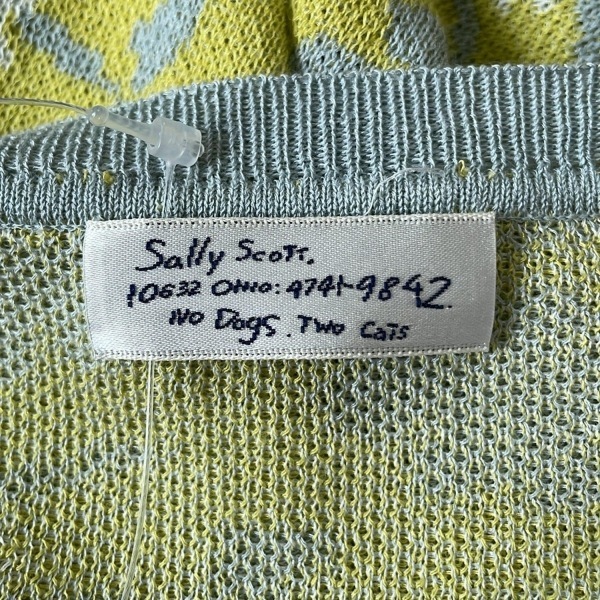 Sally Scott.
10632 OHIO: 4741-9842.
NO Dogs. Two Cats